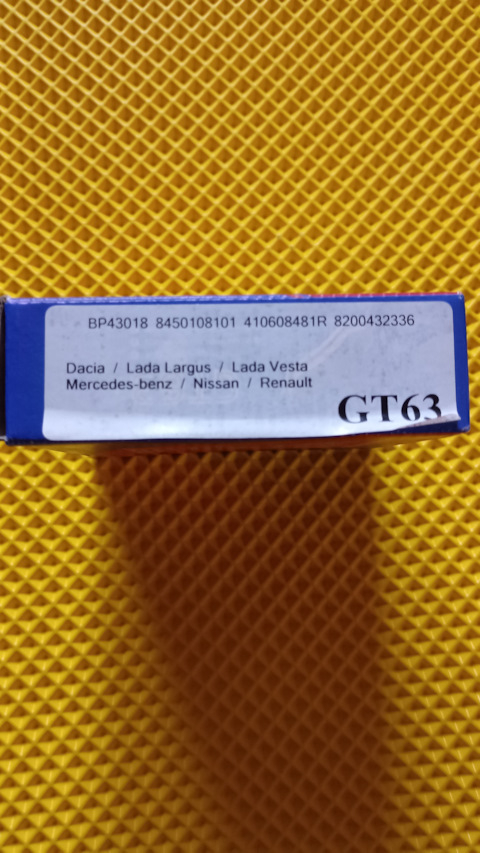 BP43018 8450108101 410608481R 8200432336
Dacia / Lada Largus / Lada Vesta
Mercedes-benz / Nissan / Renault
GT63